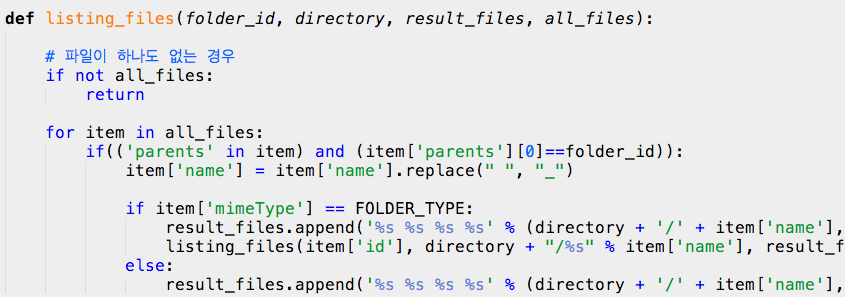 def listing_files(folder_id, directory, result_files, all_files):
# 파일이 하나도 없는 경우
if not all_files:
return
for item in all_files:
if(('parents' in item) and (item['parents'][0]==folder_id)):
item['name'] = item['name'].replace(" ", "_")
if item['mimeType'] == FOLDER_TYPE:
result_files.append('%s %s %s %s' % (directory + '/' + item['name'],
listing_files(item['id'], directory + "/%s" % item['name'], result_f
else:
result_files.append('%s %s %s %s' % (directory + '/' + item['name'],